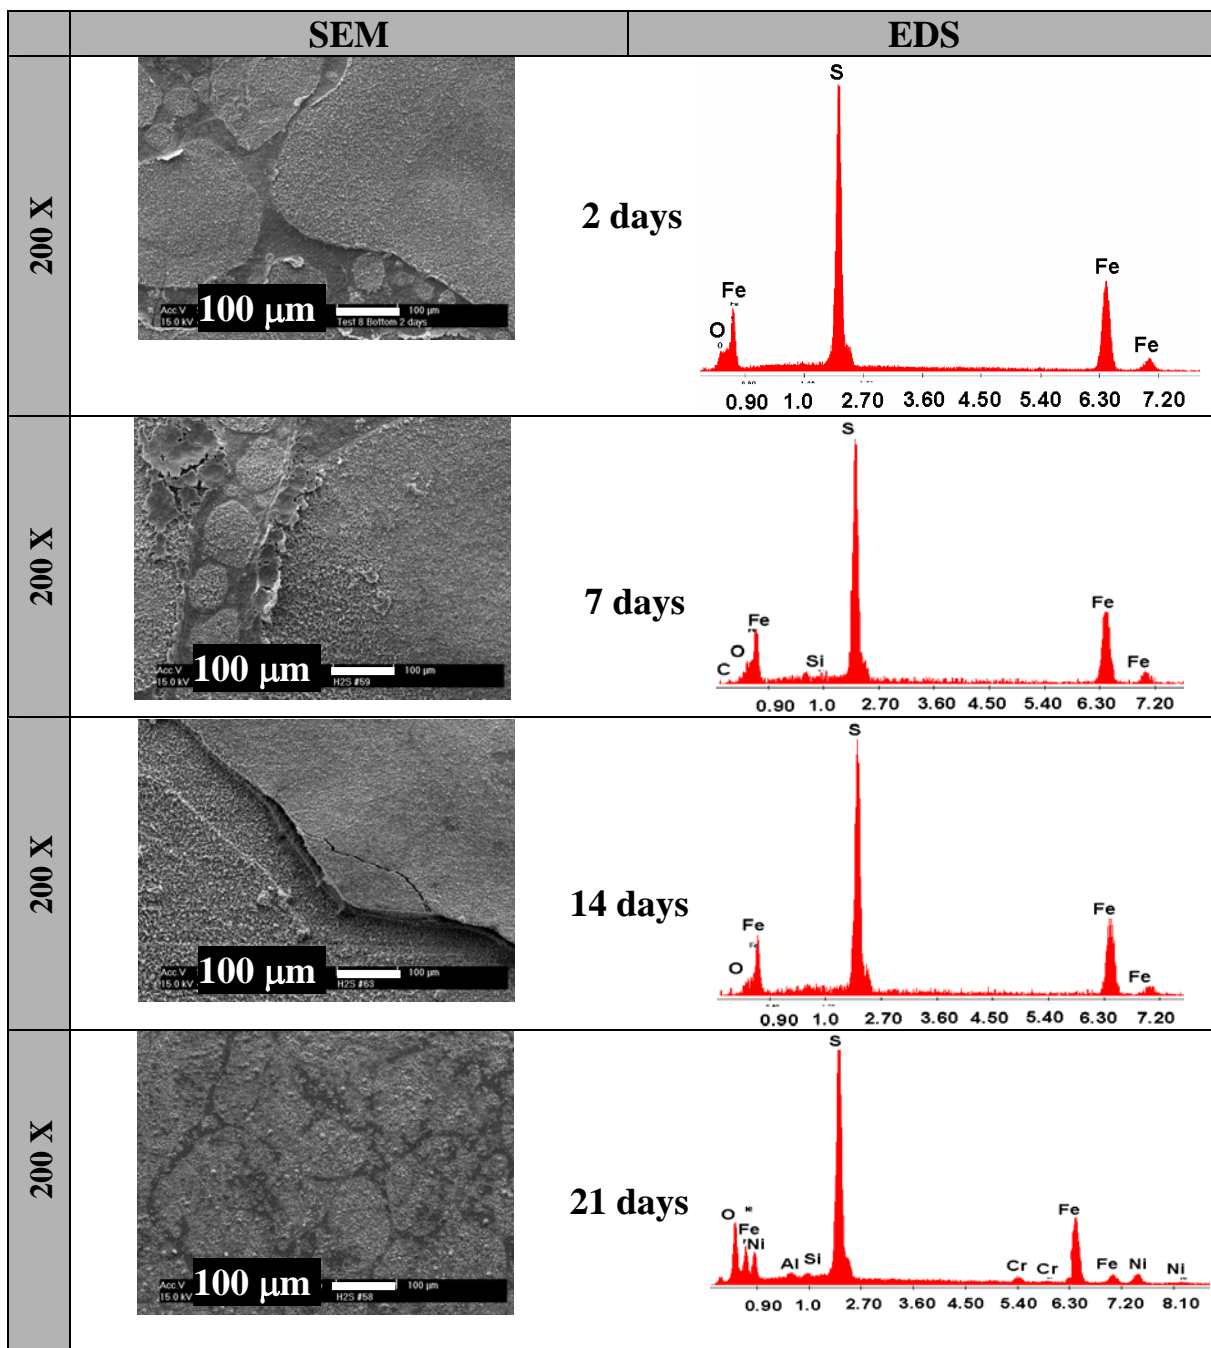 SEM EDS
200 X
Acc.V
15.0 kV
100 μm
100 µm
Test 8 Bottom 2 days
2 days
S
Fe
Fe
O
O
Fe
Fe
0.90 1.0 2.70 3.60 4.50 5.40 6.30 7.20
200 X
Acc.V
15.0 kV
100 μm
100 µm
H2S #59
7 days
S
Fe
O
C
Si
Fe
Fe
0.90 1.0 2.70 3.60 4.50 5.40 6.30 7.20
200 X
Acc.V
15.0 kV
100 μm
100 µm
H2S #63
14 days
S
Fe
Fe
O
Fe
Fe
0.90 1.0 2.70 3.60 4.50 5.40 6.30 7.20
200 X
Acc.V
15.0 kV
100 μm
100 µm
H2S #58
21 days
S
O Ni
Fe
Ni
Al Si
Cr Cr
Fe
Fe Ni Ni
0.90 1.0 2.70 3.60 4.50 5.40 6.30 7.20 8.10